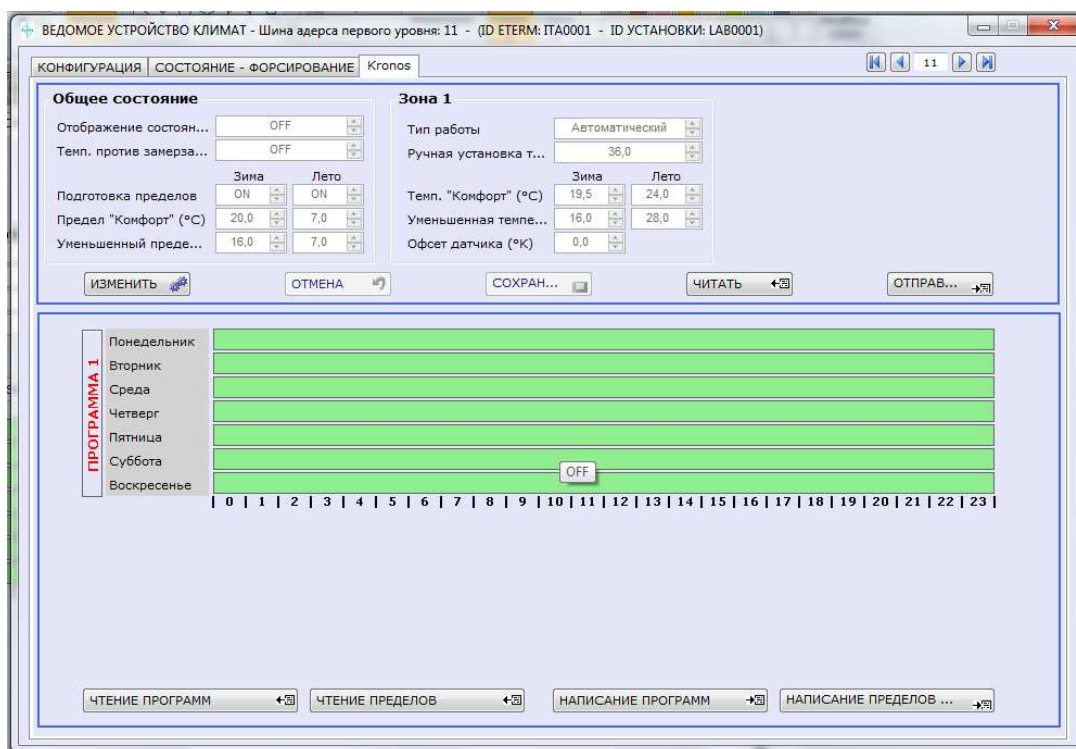 ВЕДОМОЕ УСТРОЙСТВО КЛИМАТ - Шина адерса первого уровня: 11 - (ID ETERM: ITA0001 - ID УСТАНОВКИ: LAB0001)
КОНФИГУРАЦИЯ СОСТОЯНИЕ - ФОРСИРОВАНИЕ Kronos 11
Общее состояние
Отображение состоян... OFF
Темп. против замерза... OFF
Зима Лето
Подготовка пределов ON ON
Предел "Комфорт" (°C) 20,0 7,0
Уменьшенный преде... 16,0 7,0
Зона 1
Тип работы Автоматический
Ручная установка т... 36,0
Зима Лето
Темп. "Комфорт" (°C) 19,5 24,0
Уменьшенная темпе... 16,0 28,0
Офсет датчика (°K) 0,0
ИЗМЕНИТЬ ОТМЕНА СОХРАН... ЧИТАТЬ ОТПРАВ...
ПРОГРАММА 1
Понедельник
Вторник
Среда
Четверг
Пятница
Суббота
Воскресенье
OFF
| 0 | 1 | 2 | 3 | 4 | 5 | 6 | 7 | 8 | 9 | 10 | 11 | 12 | 13 | 14 | 15 | 16 | 17 | 18 | 19 | 20 | 21 | 22 | 23 |
ЧТЕНИЕ ПРОГРАММ ЧТЕНИЕ ПРЕДЕЛОВ НАПИСАНИЕ ПРОГРАММ НАПИСАНИЕ ПРЕДЕЛОВ ...